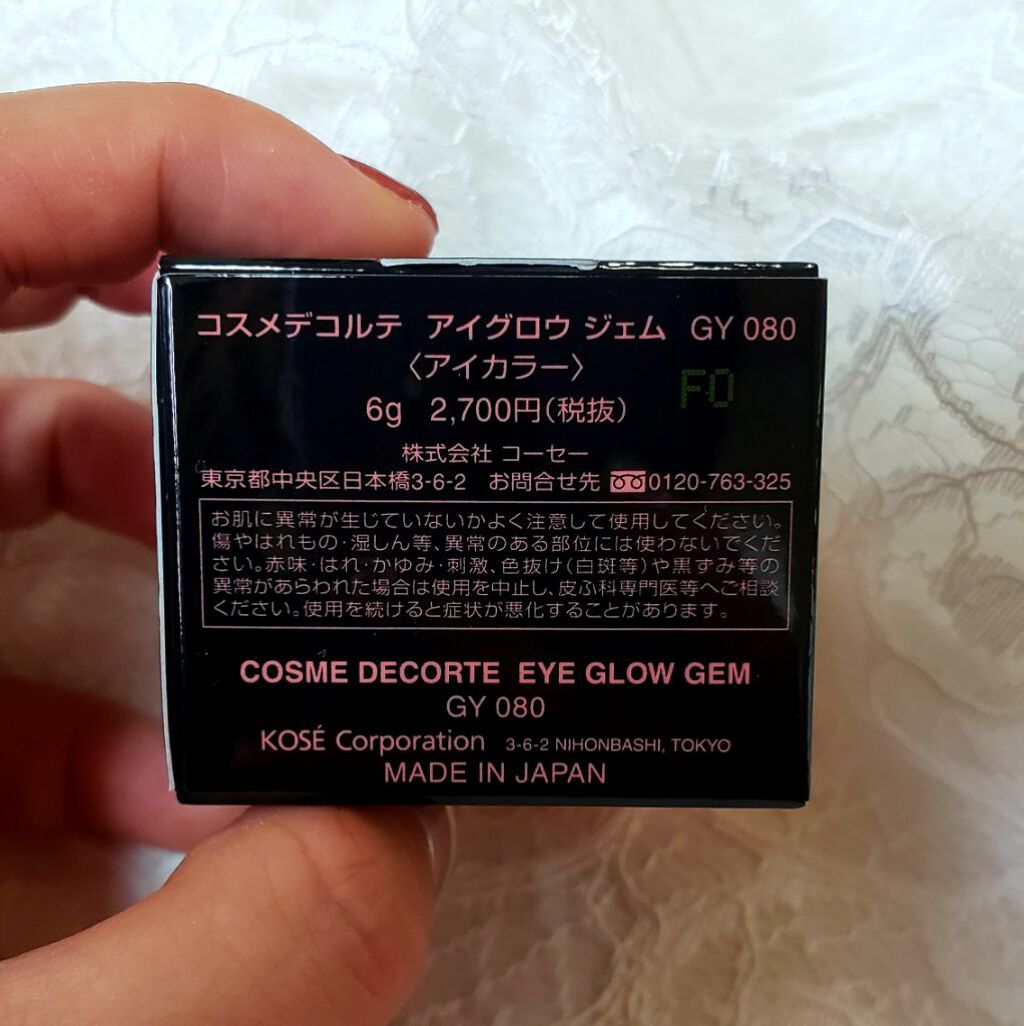 コスメデコルテ アイグロウ ジェム GY 080
〈アイカラー〉
FO
6g 2,700円(税抜)
株式会社 コーセー
東京都中央区日本橋3-6-2 お問合せ先 0120-763-325
お肌に異常が生じていないかよく注意して使用してください。
傷やはれもの・湿しん等、異常のある部位には使わないでくだ
さい。赤味・はれ・かゆみ・刺激、色抜け(白斑等)や黒ずみ等の
異常があらわれた場合は使用を中止し、皮ふ科専門医等へご相談
ください。使用を続けると症状が悪化することがあります。
COSME DECORTE EYE GLOW GEM
GY 080
KOSÉ Corporation 3-6-2 NIHONBASHI, TOKYO
MADE IN JAPAN